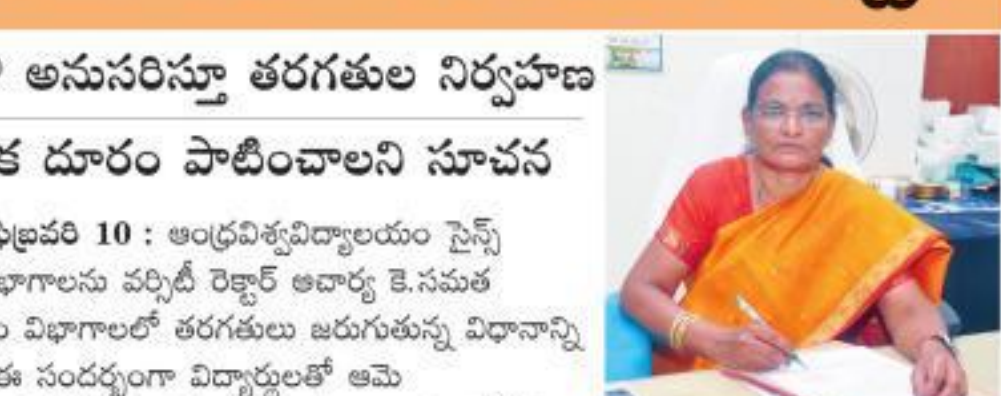 అనుసరిస్తూ తరగతుల నిర్వహణ
దూరం పాటించాలని సూచన
10 : ఆంధ్రవిశ్వవిద్యాలయం సైన్స్
వర్సిటీ రెక్టార్ ఆచార్య కె.సమత
విభాగాలలో తరగతులు జరుగుతున్న విధానాన్ని
ఈ సందర్భంగా విద్యార్థులతో ఆమె